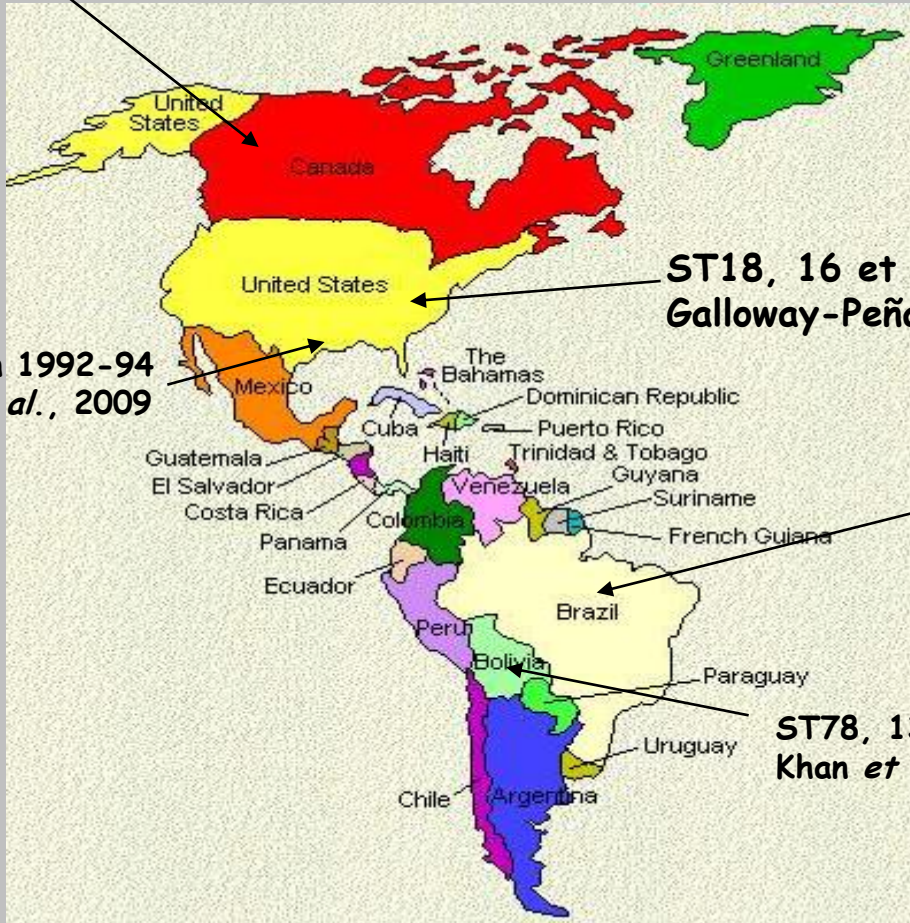 Greenland
United
States
Canada
United States
ST18, 16 et
Galloway-Peña
1992-94
al., 2009
Mexico
The
Bahamas
Dominican Republic
Cuba
Haiti
Puerto Rico
Trinidad & Tobago
Guatemala
El Salvador
Costa Rica
Panama
Venezuela
Guyana
Suriname
French Guiana
Colombia
Ecuador
Brazil
Peru
Bolivia
Paraguay
ST78, 1
Khan et
Uruguay
Chile
Argentina